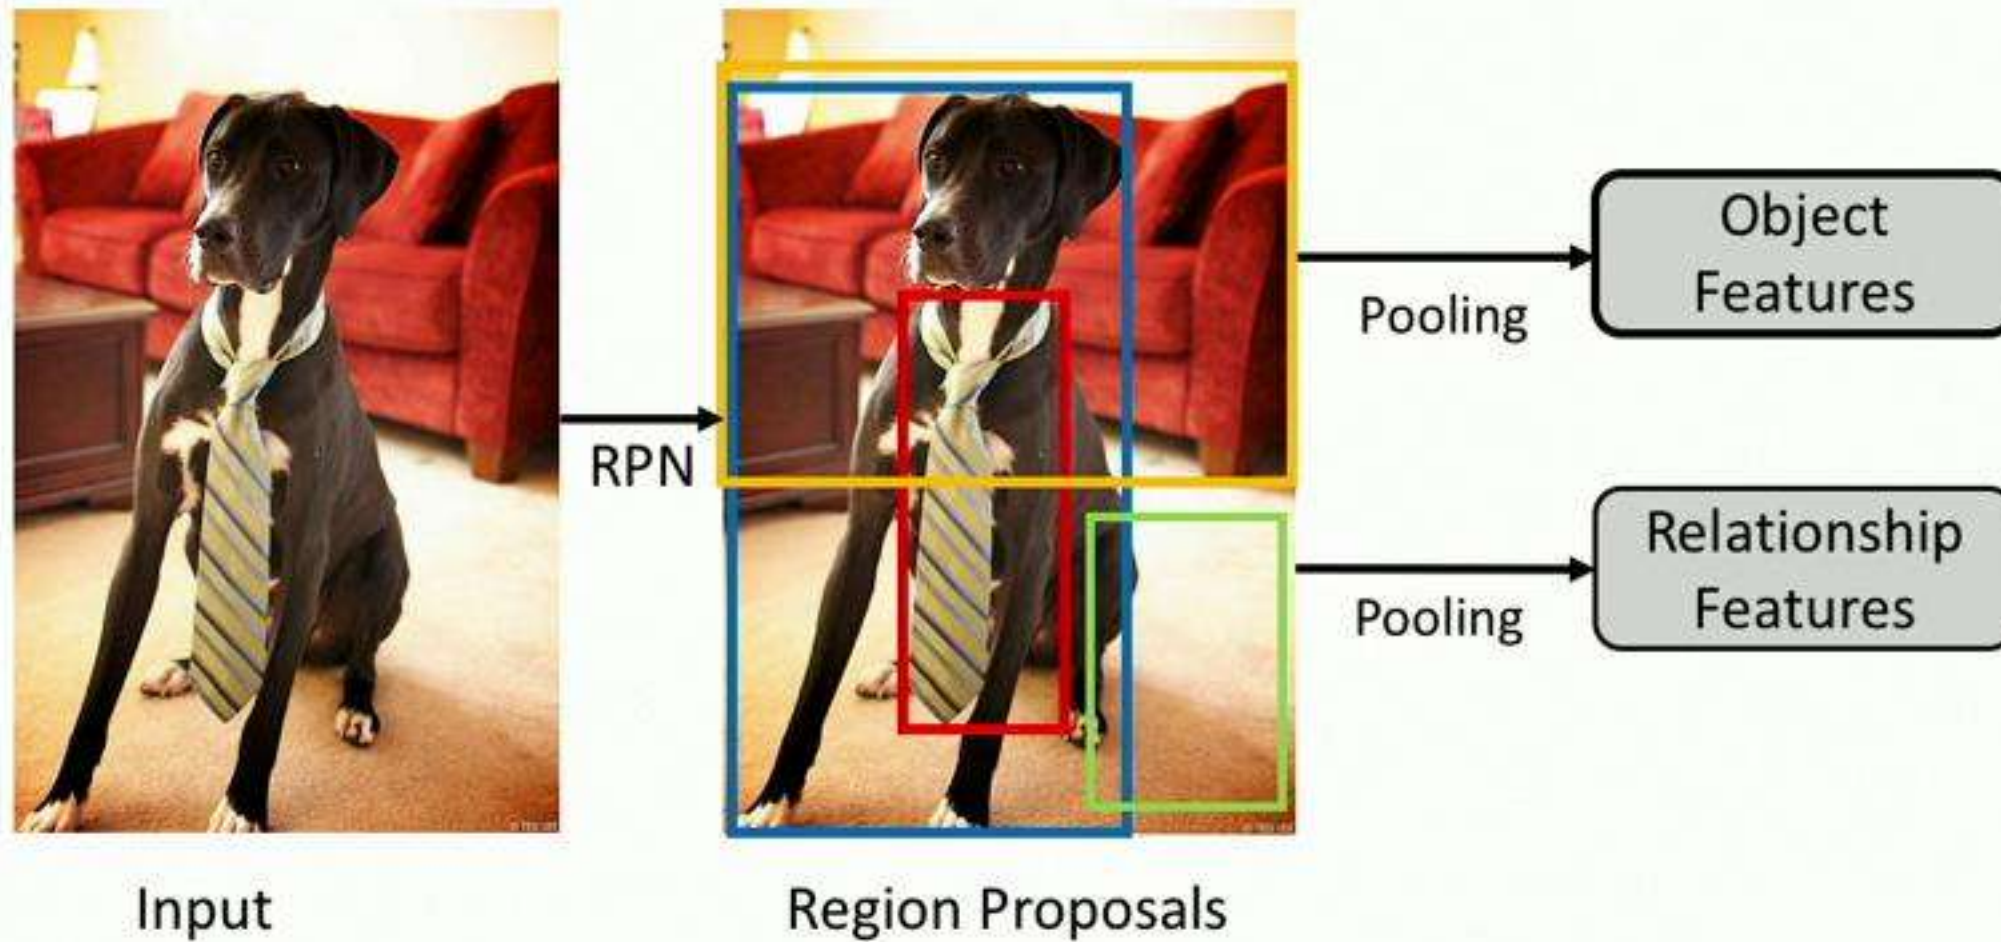 RPN
Pooling
Object
Features
Pooling
Relationship
Features
Input
Region Proposals